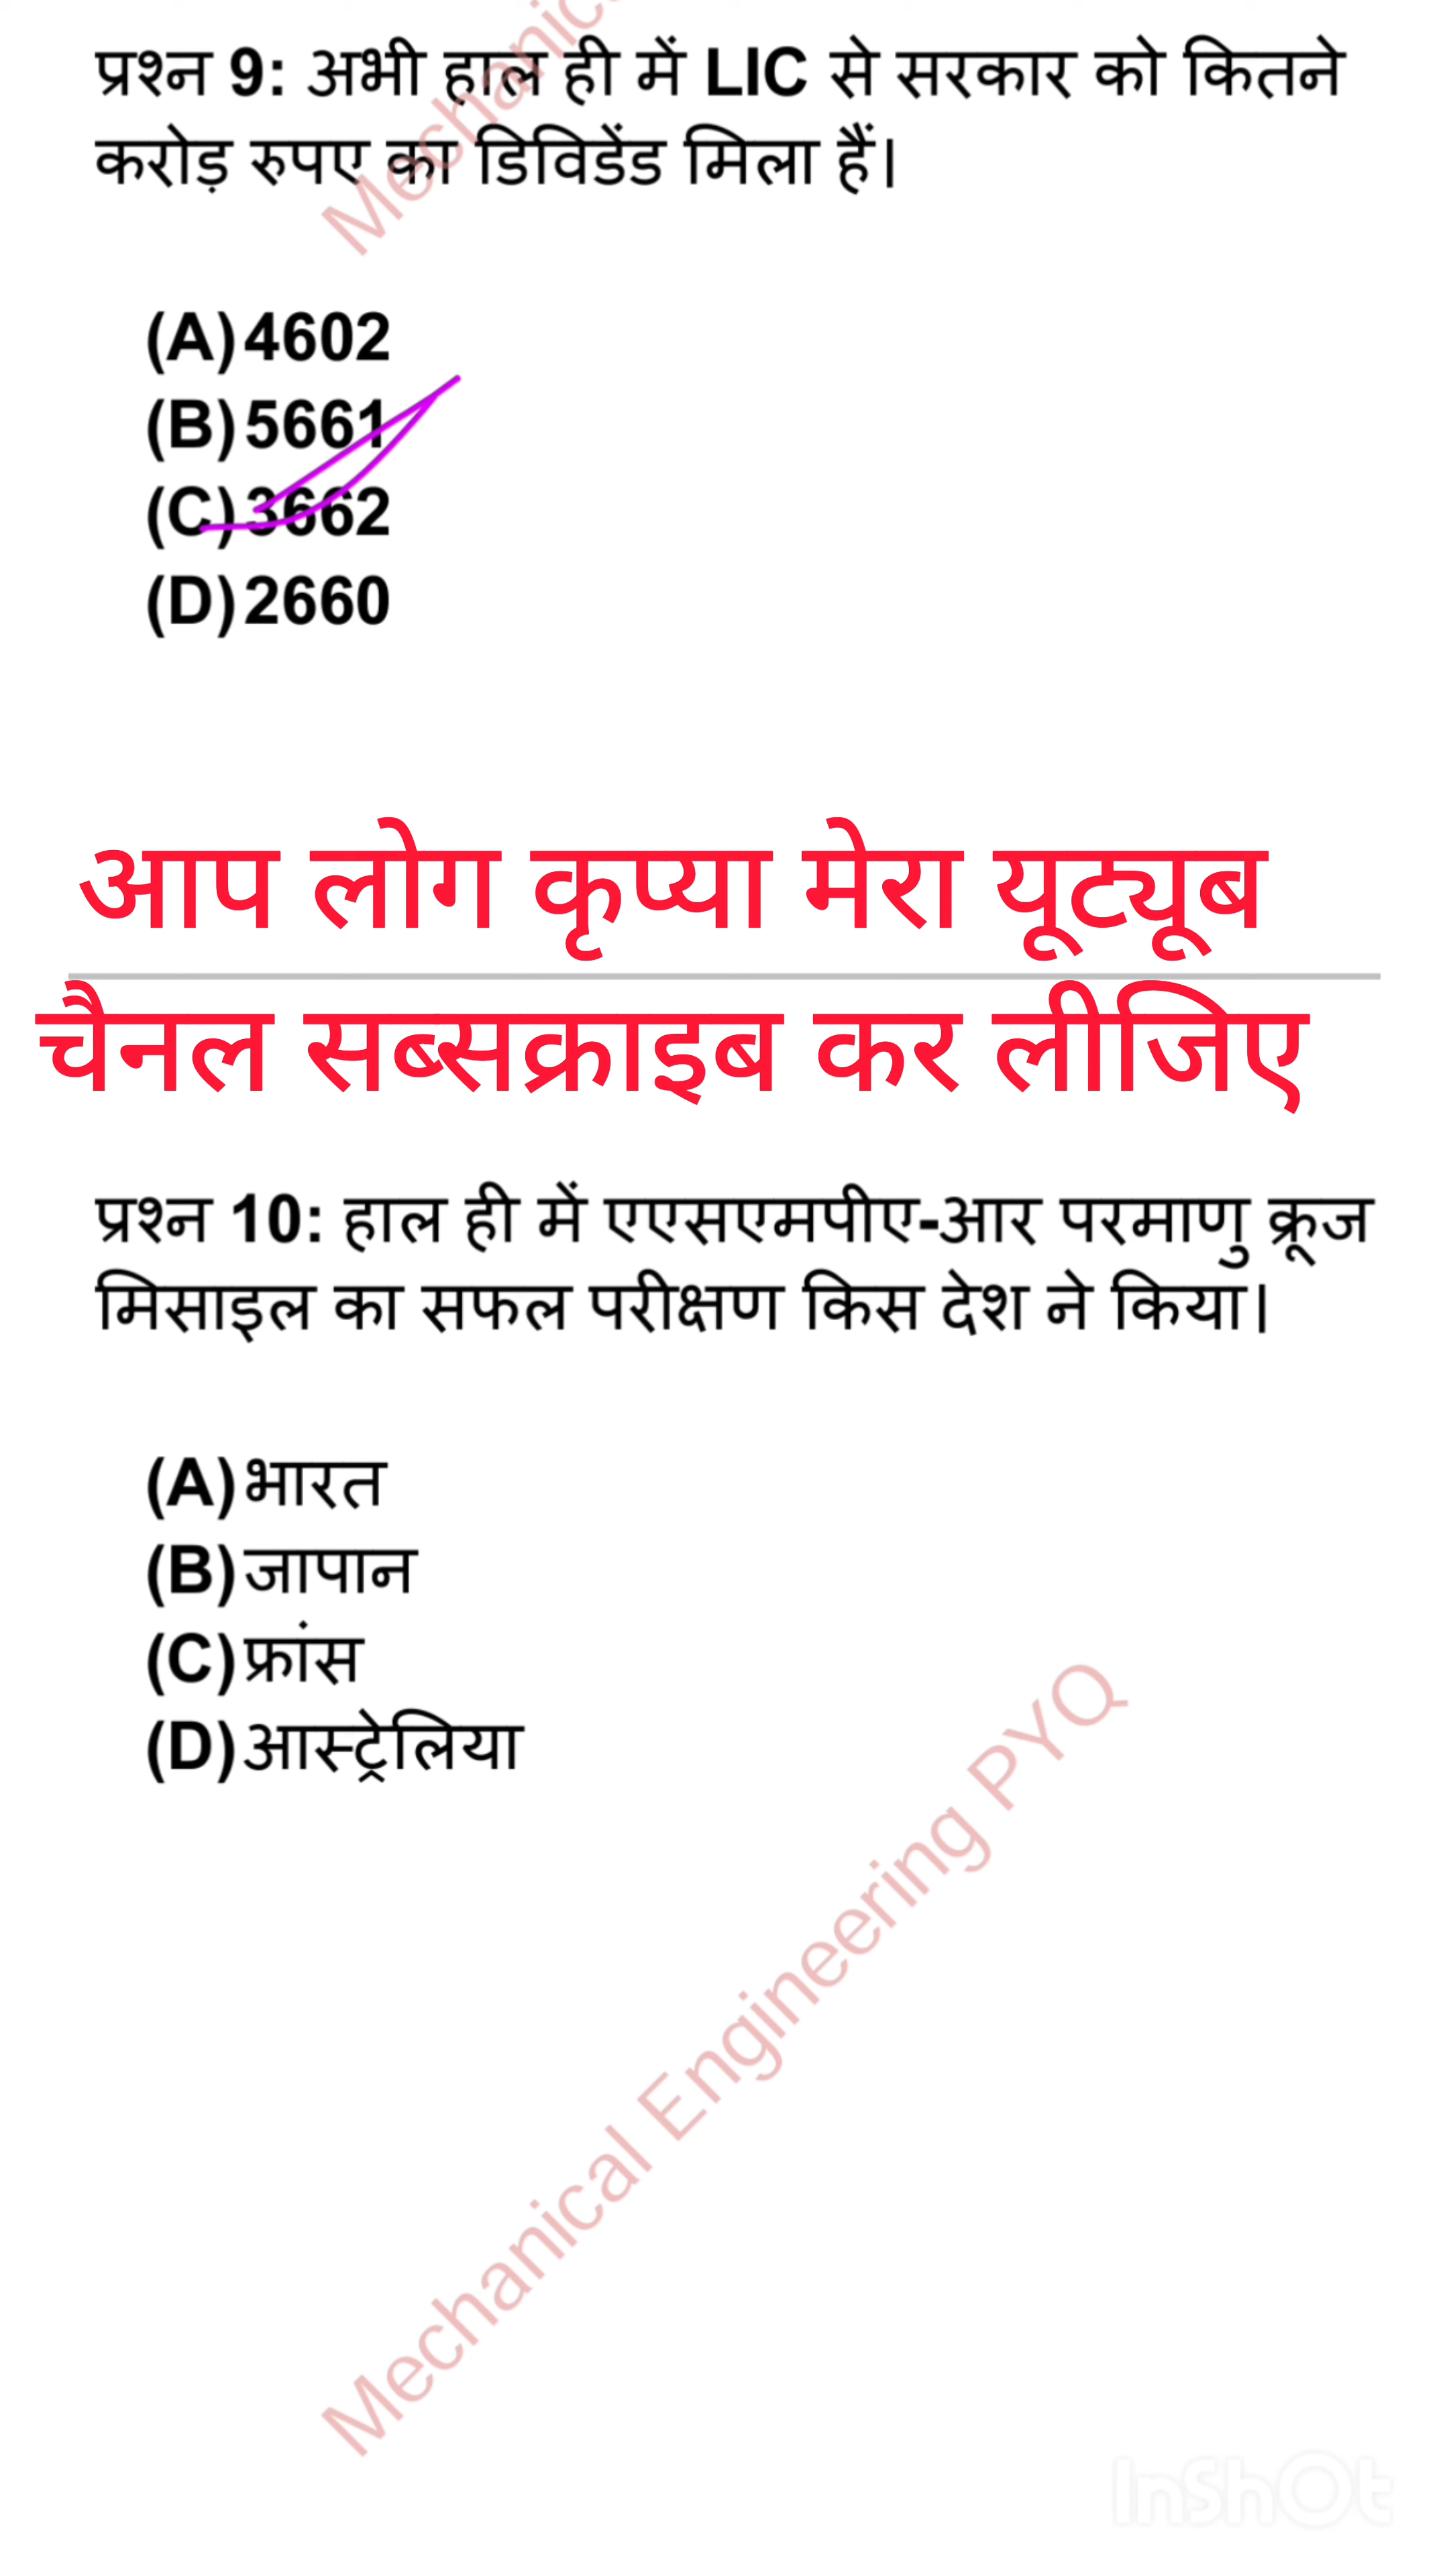 प्रश्न 9: अभी हाल ही में LIC से सरकार को कितने
करोड़ रुपए का डिविडेंड मिला हैं।
(A) 4602
(B) 5661
(C) 3662
(D) 2660
आप लोग कृप्या मेरा यूट्यूब
चैनल सब्सक्राइब कर लीजिए
प्रश्न 10: हाल ही में एएसएमपीए-आर परमाणु क्रूज
मिसाइल का सफल परीक्षण किस देश ने किया।
(A) भारत
(B) जापान
(C) फ्रांस
(D) आस्ट्रेलिया
Mechanical Engineering PYQ
InShOt